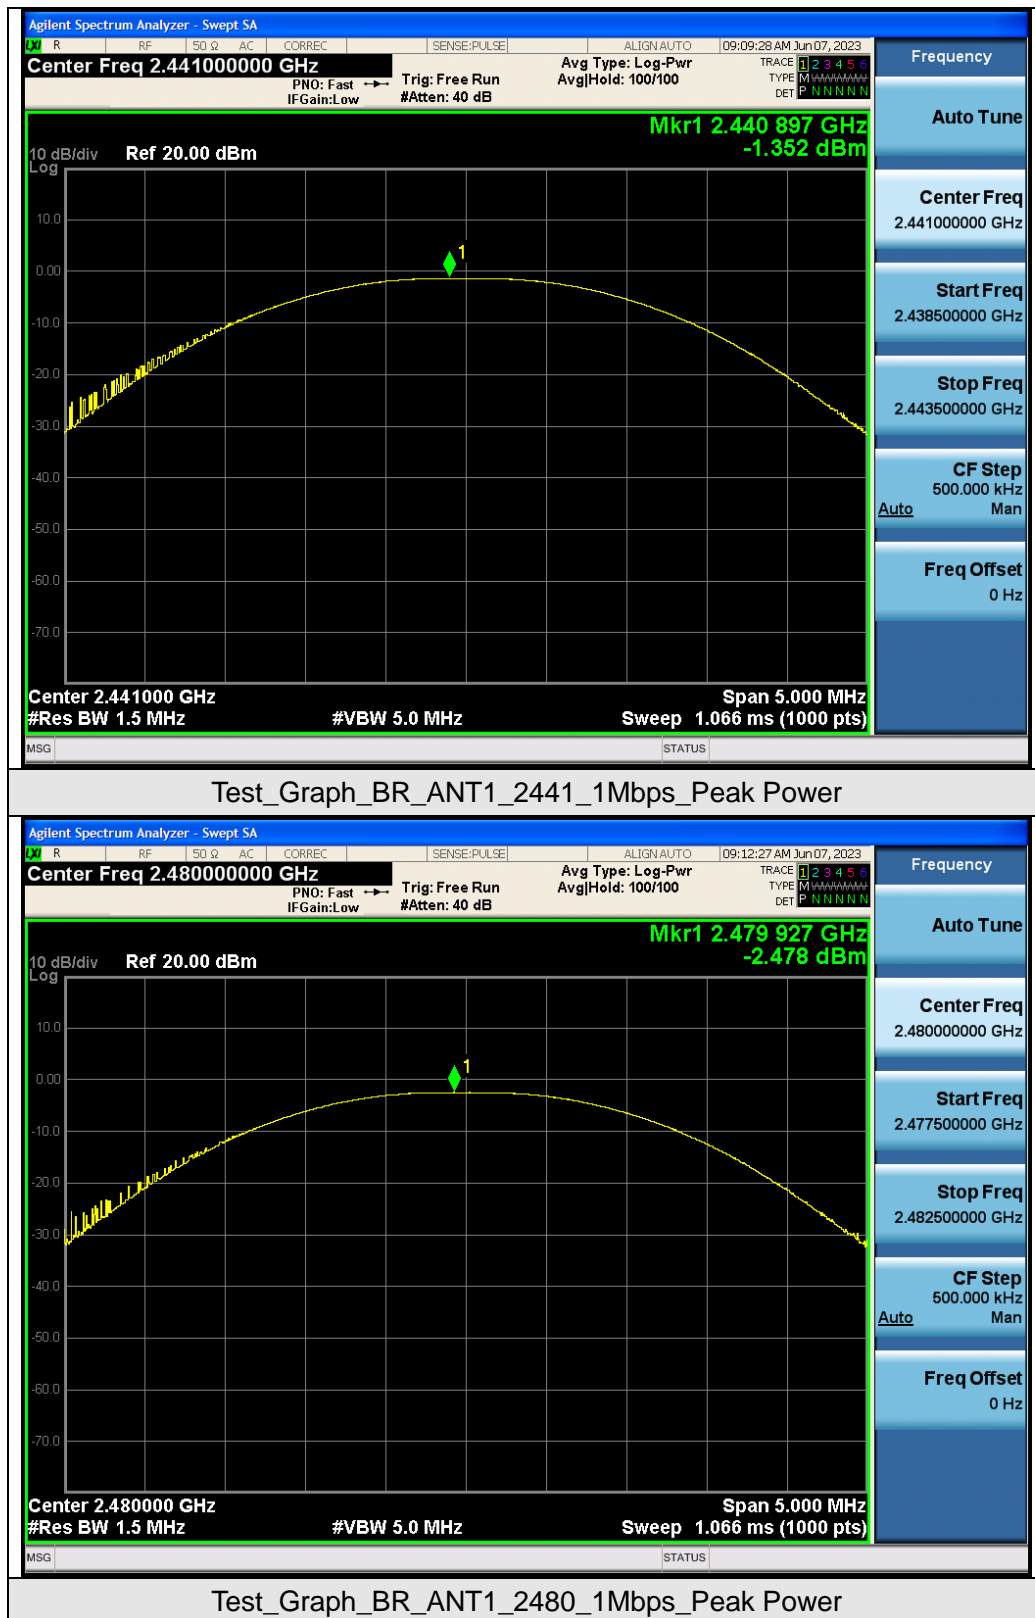 Agilent Spectrum Analyzer - Swept SA
LXI R RF 50 Ω AC CORREC SENSE:PULSE ALIGN AUTO 09:09:28 AM Jun 07, 2023
Center Freq 2.441000000 GHz
PNO: Fast
IFGain:Low
Trig: Free Run
#Atten: 40 dB
Avg Type: Log-Pwr
Avg|Hold: 100/100
TRACE 1 2 3 4 5 6
TYPE M
DET P N N N N N
Mkr1 2.440 897 GHz
-1.352 dBm
10 dB/div Ref 20.00 dBm
Log
10.0
0.00
-10.0
-20.0
-30.0
-40.0
-50.0
-60.0
-70.0
1
Center 2.441000 GHz Span 5.000 MHz
#Res BW 1.5 MHz #VBW 5.0 MHz Sweep 1.066 ms (1000 pts)
MSG STATUS
Frequency
Auto Tune
Center Freq
2.441000000 GHz
Start Freq
2.438500000 GHz
Stop Freq
2.443500000 GHz
CF Step
500.000 kHz
Auto Man
Freq Offset
0 Hz
Test_Graph_BR_ANT1_2441_1Mbps_Peak Power
Agilent Spectrum Analyzer - Swept SA
LXI R RF 50 Ω AC CORREC SENSE:PULSE ALIGN AUTO 09:12:27 AM Jun 07, 2023
Center Freq 2.480000000 GHz
PNO: Fast
IFGain:Low
Trig: Free Run
#Atten: 40 dB
Avg Type: Log-Pwr
Avg|Hold: 100/100
TRACE 1 2 3 4 5 6
TYPE M
DET P N N N N N
Mkr1 2.479 927 GHz
-2.478 dBm
10 dB/div Ref 20.00 dBm
Log
10.0
0.00
-10.0
-20.0
-30.0
-40.0
-50.0
-60.0
-70.0
1
Center 2.480000 GHz Span 5.000 MHz
#Res BW 1.5 MHz #VBW 5.0 MHz Sweep 1.066 ms (1000 pts)
MSG STATUS
Frequency
Auto Tune
Center Freq
2.480000000 GHz
Start Freq
2.477500000 GHz
Stop Freq
2.482500000 GHz
CF Step
500.000 kHz
Auto Man
Freq Offset
0 Hz
Test_Graph_BR_ANT1_2480_1Mbps_Peak Power